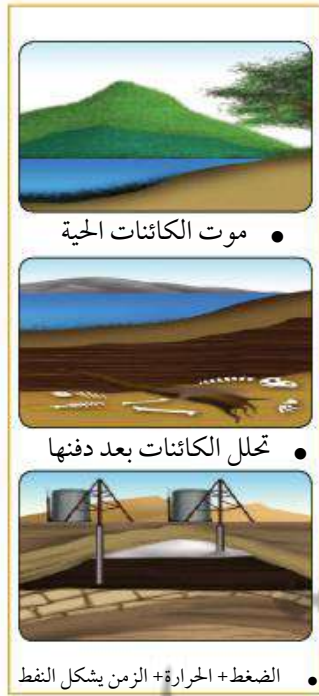 • موت الكائنات الحية
• تحلل الكائنات بعد دفنها
• الضغط+ الحرارة+ الزمن يشكل النفط